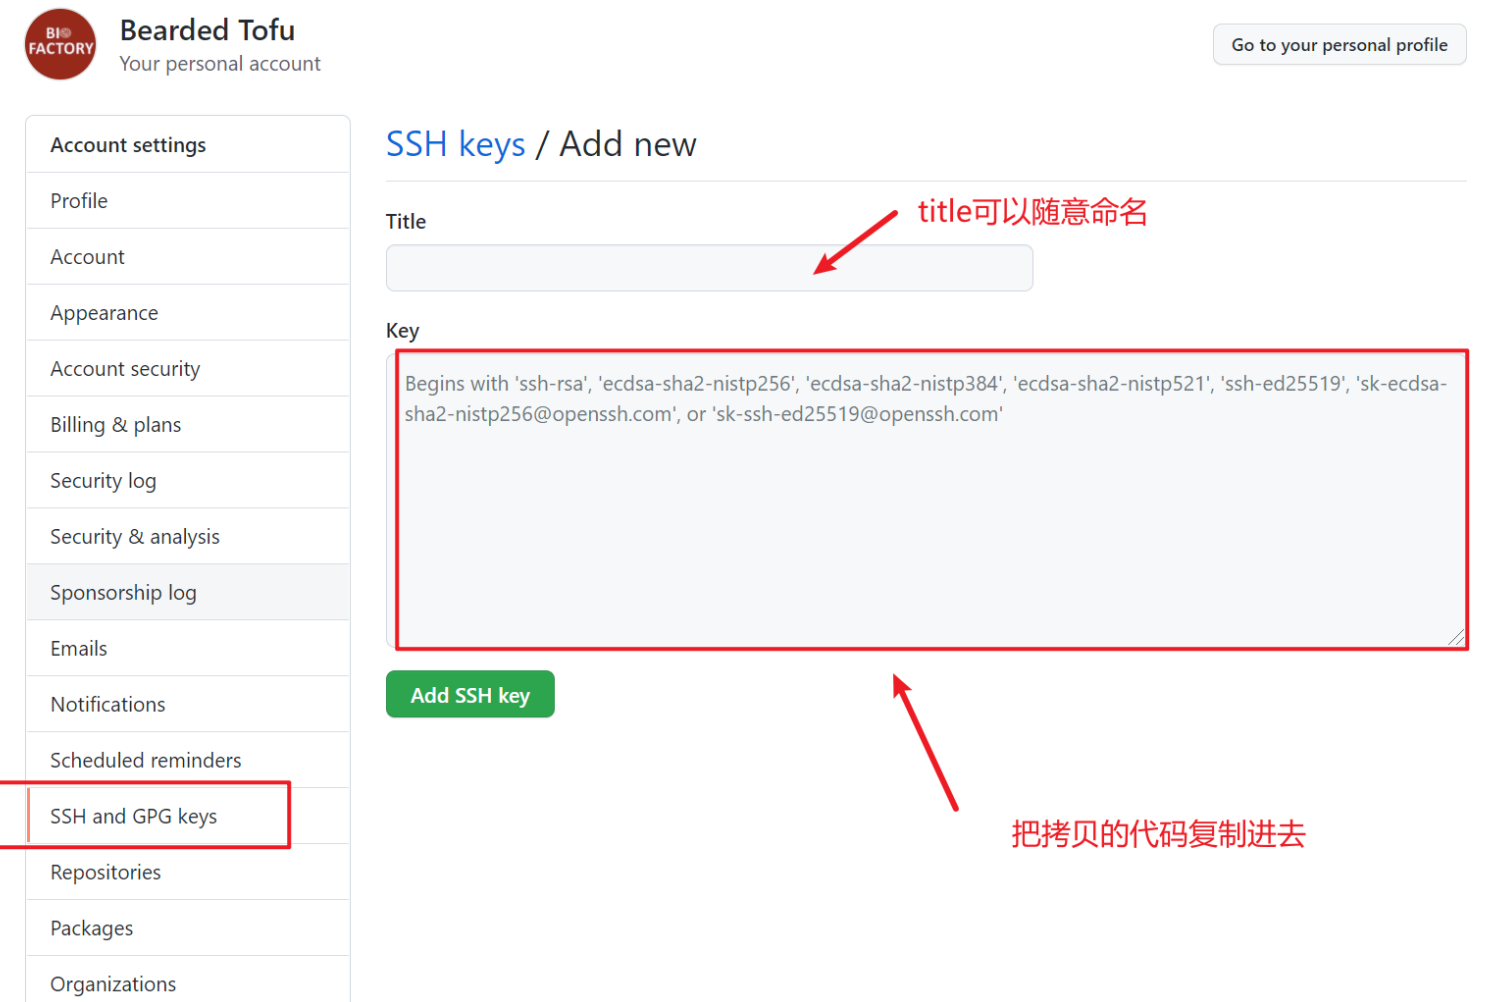 BIO
FACTORY
Bearded Tofu
Your personal account
Go to your personal profile
Account settings
Profile
Account
Appearance
Account security
Billing & plans
Security log
Security & analysis
Sponsorship log
Emails
Notifications
Scheduled reminders
SSH and GPG keys
Repositories
Packages
Organizations
SSH keys / Add new
Title
title可以随意命名
Key
Begins with 'ssh-rsa', 'ecdsa-sha2-nistp256', 'ecdsa-sha2-nistp384', 'ecdsa-sha2-nistp521', 'ssh-ed25519', 'sk-ecdsa-
sha2-nistp256@openssh.com', or 'sk-ssh-ed25519@openssh.com'
Add SSH key
把拷贝的代码复制进去